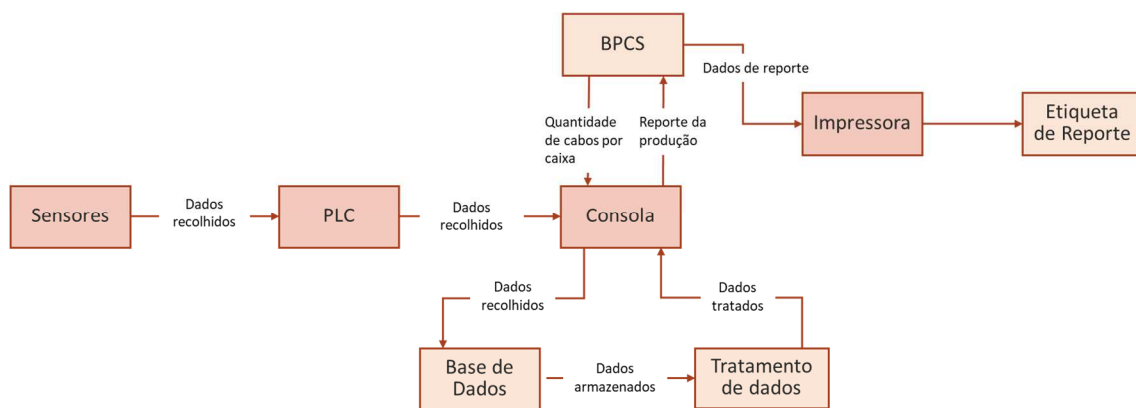 BPCS
Dados de reporte
Impressora
Etiqueta
de Reporte
Quantidade
de cabos por
caixa
Reporte da
produção
Sensores
Dados
recolhidos
PLC
Dados
recolhidos
Consola
Dados
recolhidos
Dados
tratados
Base de
Dados
Dados
armazenados
Tratamento
de dados